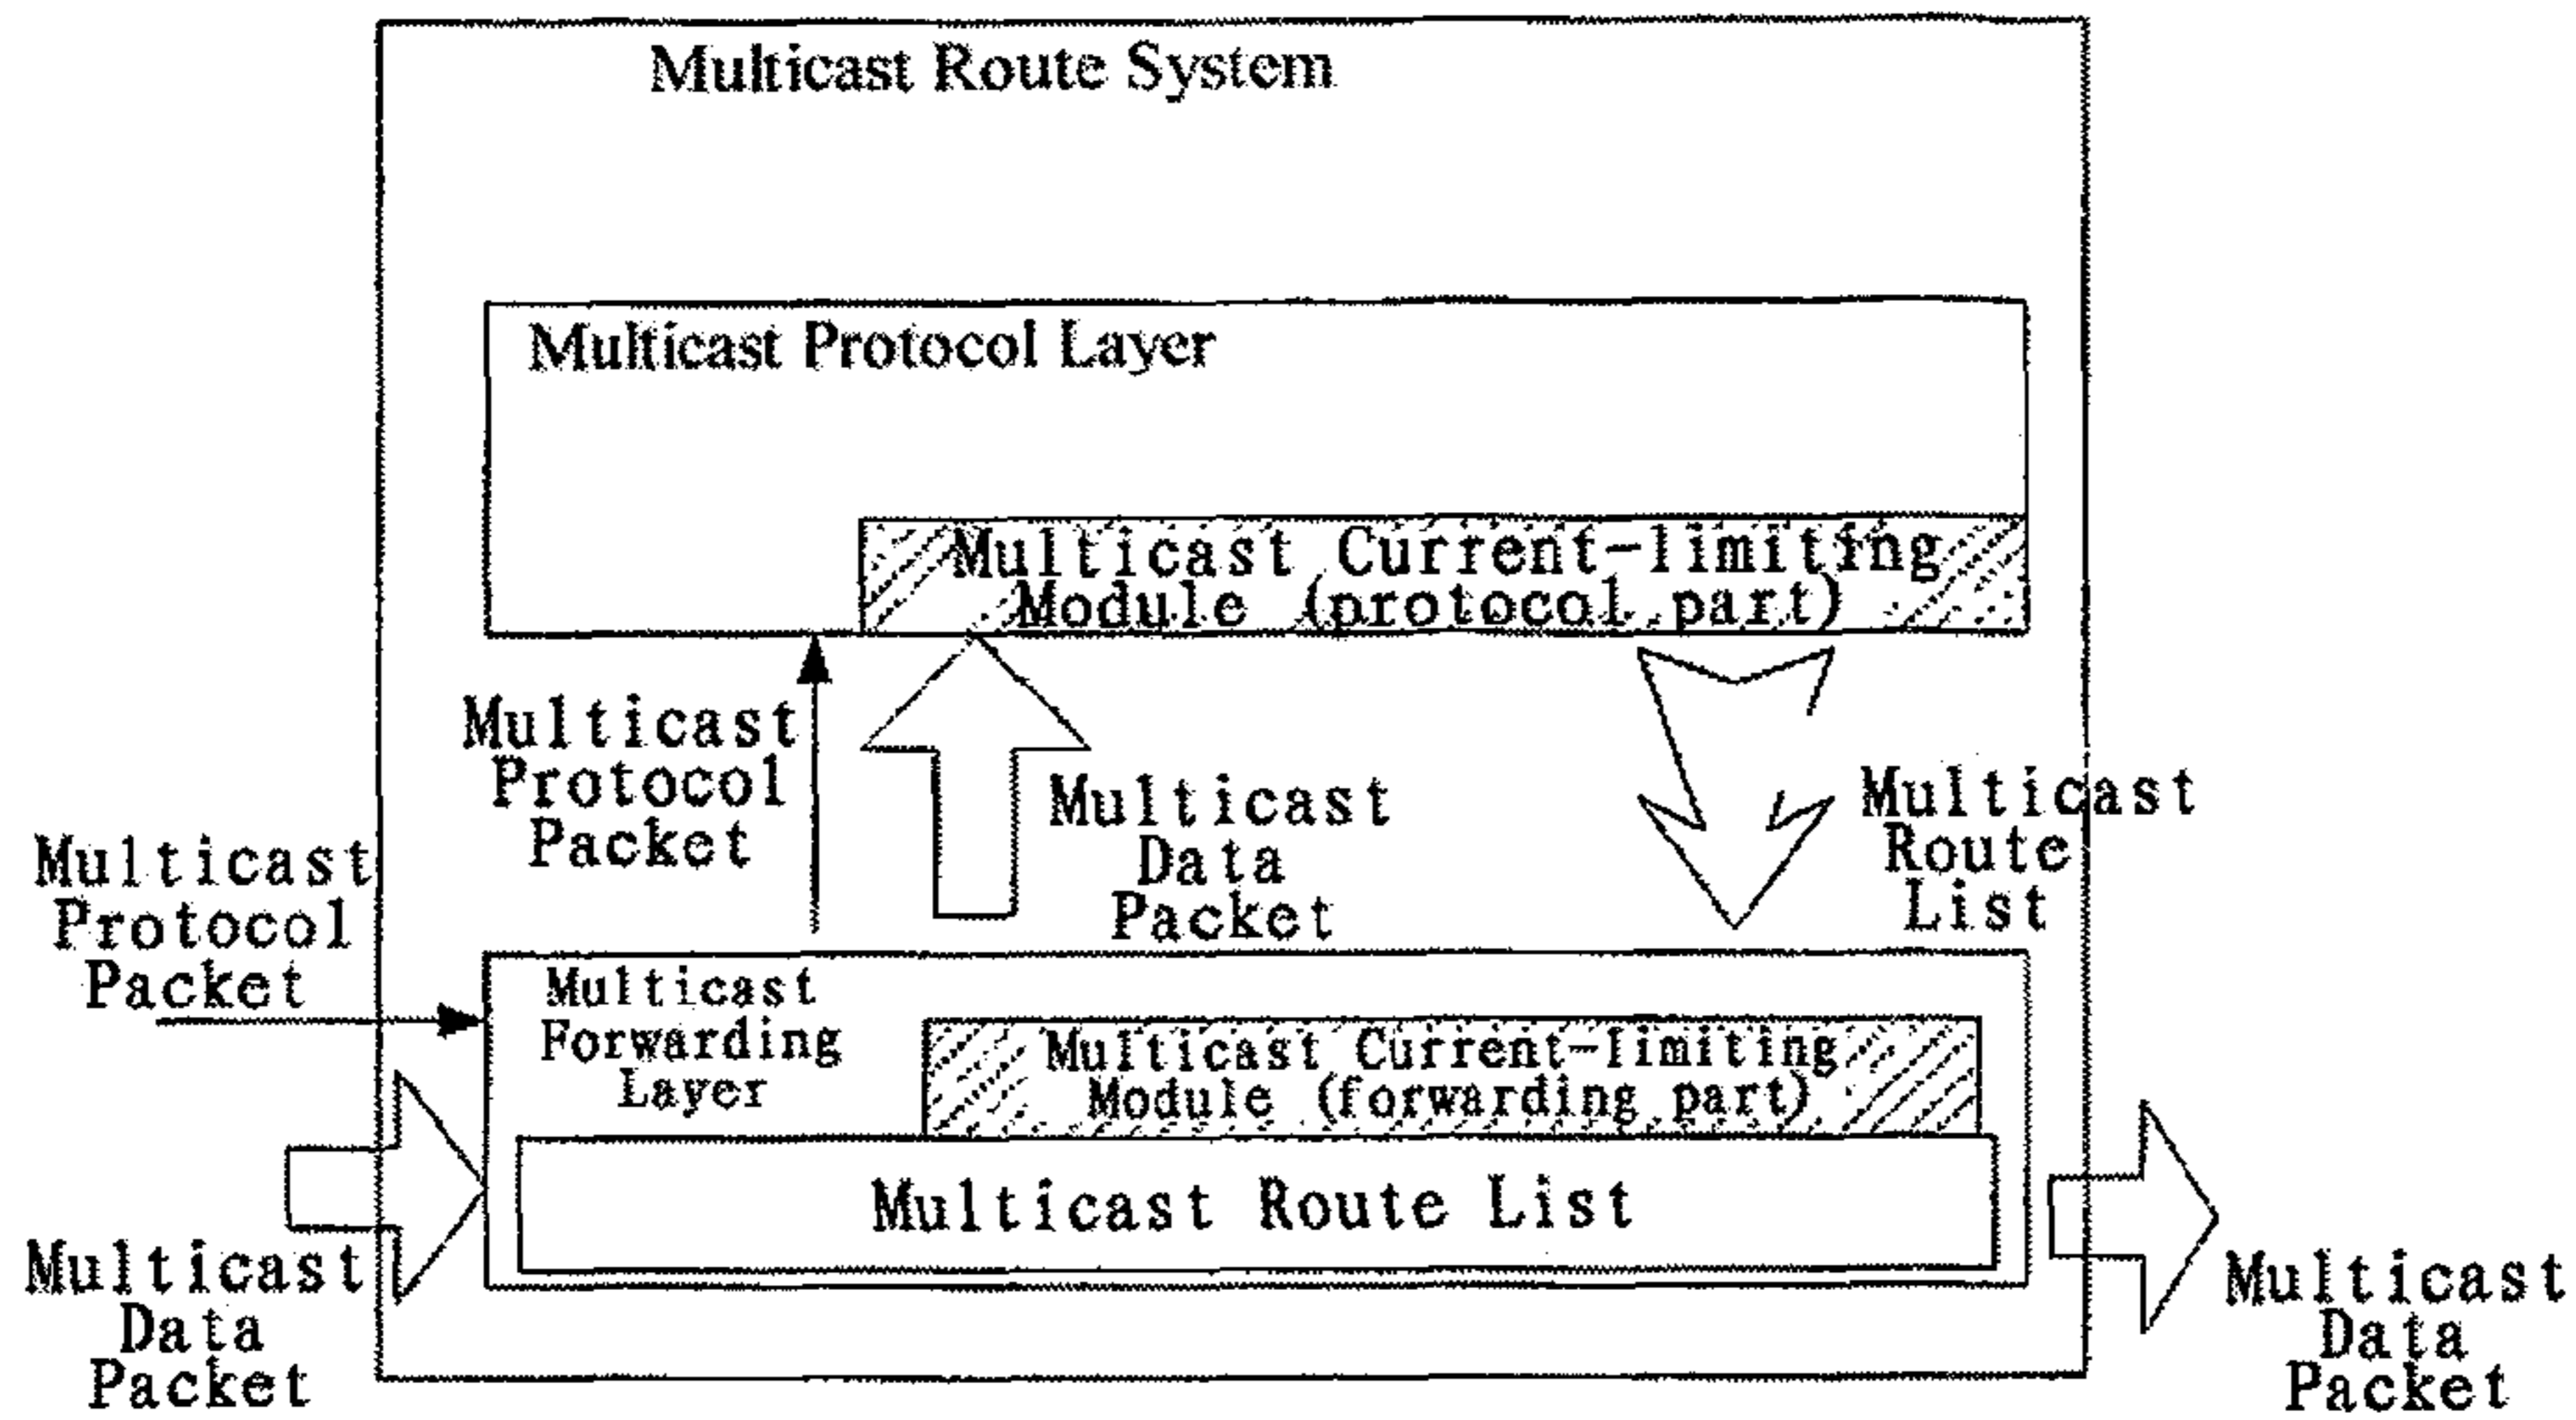 Multicast Route System
Multicast Protocol Layer
Multicast Current-limiting
Module (protocol part)
Multicast
Protocol
Packet
Multicast
Data
Packet
Multicast
Route
List
Multicast
Protocol
Packet
Multicast
Forwarding
Layer
Multicast Current-limiting
Module (forwarding part)
Multicast Route List
Multicast
Data
Packet
Multicast
Data
Packet